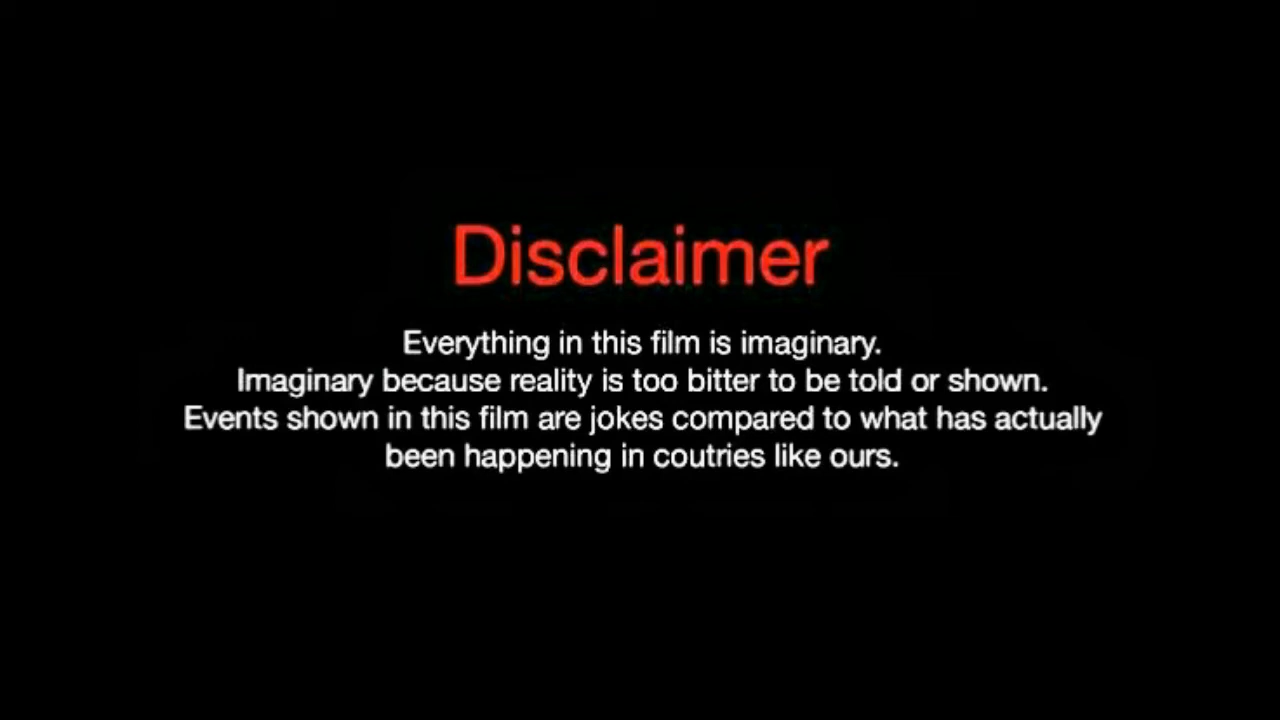 Disclaimer
Everything in this film is imaginary.
Imaginary because reality is too bitter to be told or shown.
Events shown in this film are jokes compared to what has actually
been happening in coutries like ours.